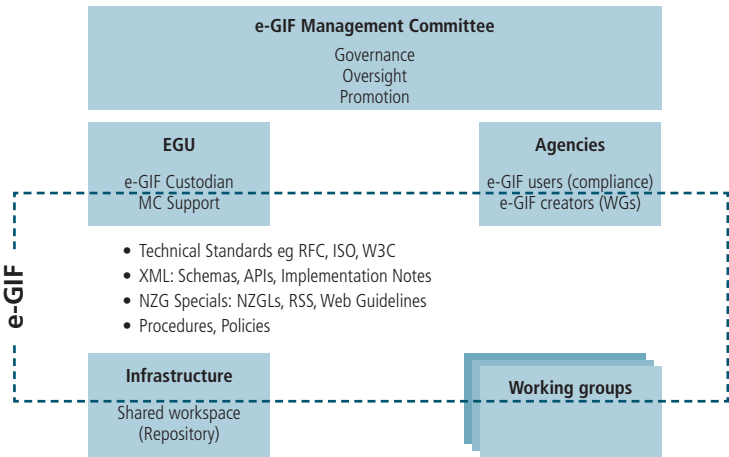 e-GIF Management Committee
Governance
Oversight
Promotion
EGU
e-GIF Custodian
MC Support
Agencies
e-GIF users (compliance)
e-GIF creators (WGs)
e-GIF
• Technical Standards eg RFC, ISO, W3C
• XML: Schemas, APIs, Implementation Notes
• NZG Specials: NZGLs, RSS, Web Guidelines
• Procedures, Policies
Infrastructure
Shared workspace
(Repository)
Working groups